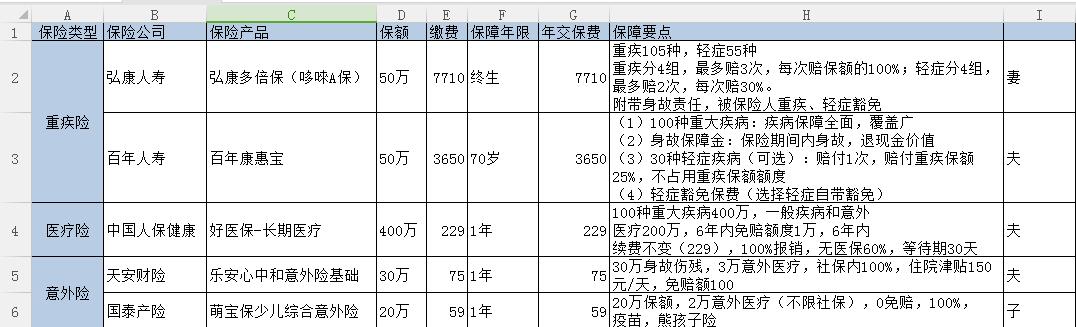 A B C D E F G H I
1 保险类型 保险公司 保险产品 保额 缴费 保障年限 年交保费 保障要点
重疾险
2 弘康人寿 弘康多倍保（哆咪A保） 50万 7710 终生 7710
重疾105种，轻症55种
重疾分4组，最多赔3次，每次赔保额的100%；轻症分4组，
最多赔2次，每次赔30%。
附带身故责任，被保险人重疾、轻症豁免
妻
3 百年人寿 百年康惠宝 50万 3650 70岁 3650
（1）100种重大疾病：疾病保障全面，覆盖广
（2）身故保障金：保险期间内身故，退现金价值
（3）30种轻症疾病（可选）：赔付1次，赔付重疾保额
25%，不占用重疾保额额度
（4）轻症豁免保费（选择轻症自带豁免）
夫
4 医疗险 中国人保健康 好医保-长期医疗 400万 229 1年 229
100种重大疾病400万，一般疾病和意外
医疗200万，6年内免赔额度1万，6年内
续费不变（229），100%报销，无医保60%，等待期30天
夫
意外险
5 天安财险 乐安心中和意外险基础 30万 75 1年 75
30万身故伤残，3万意外医疗，社保内100%，住院津贴150
元/天，免赔额100
夫
6 国泰产险 萌宝保少儿综合意外险 20万 59 1年 59
20万保额，2万意外医疗（不限社保），0免赔，100%，
疫苗，熊孩子险
子